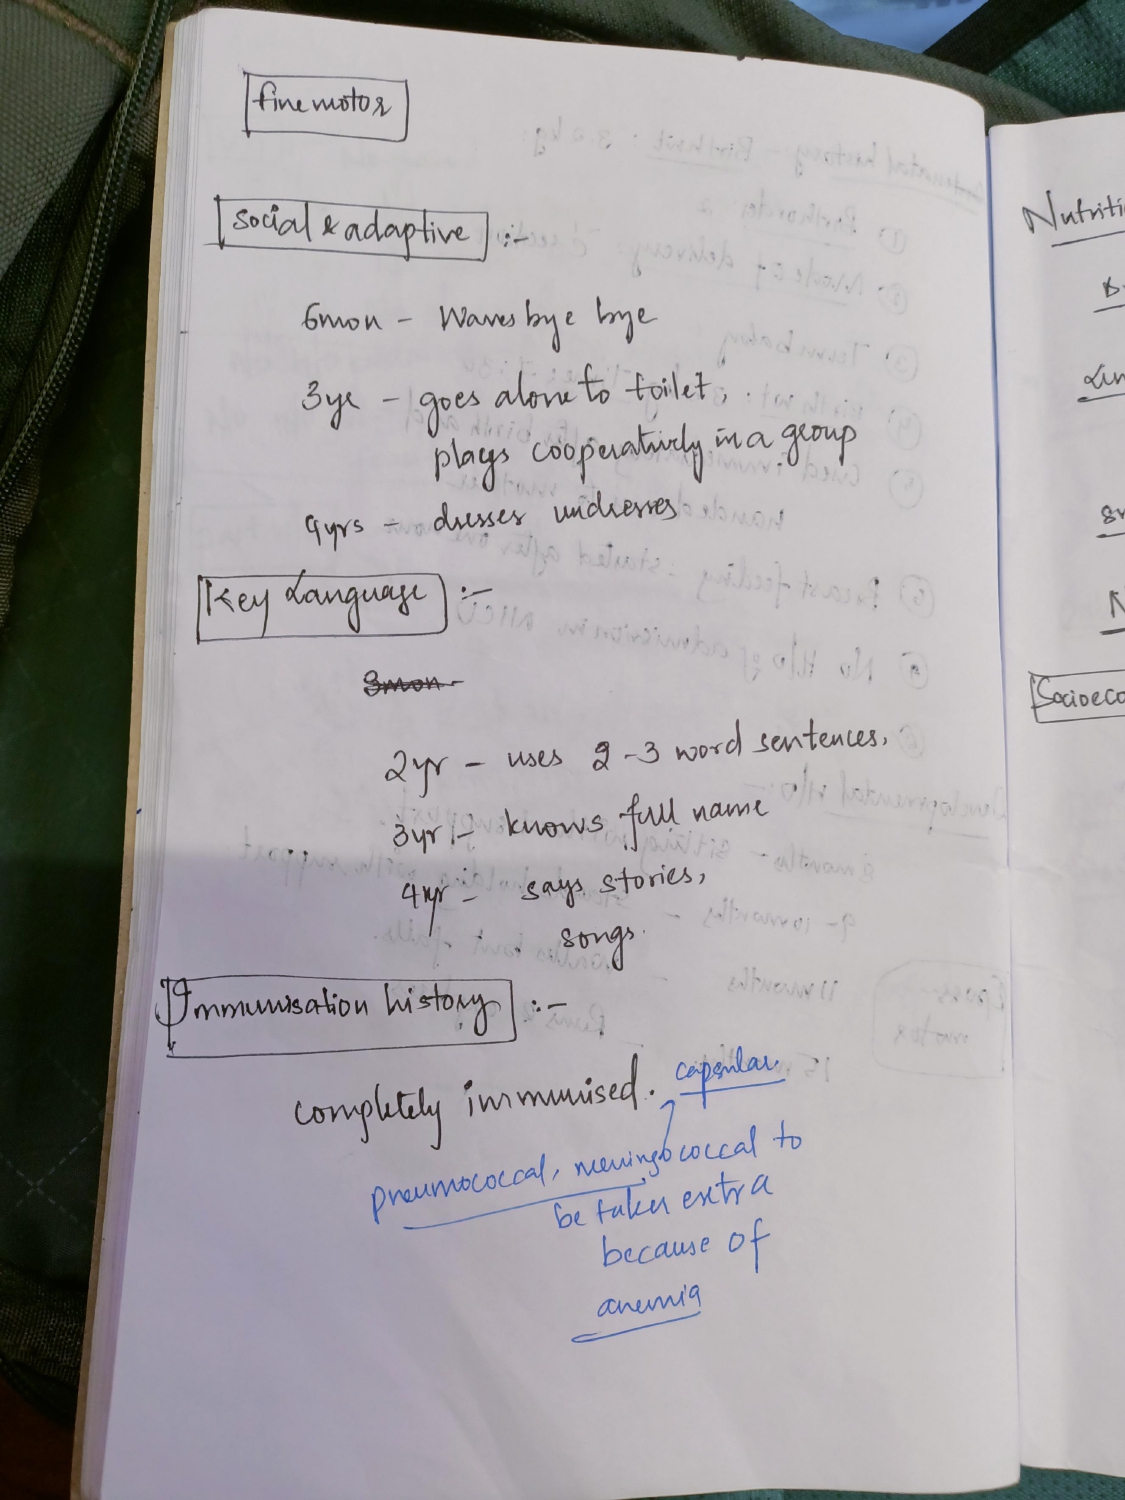 fine motor
Social & adaptive :-
6mon - Waves bye bye
3yr - goes alone to toilet,
plays cooperatively in a group
4yrs - dresses undresses
Key Language :-
3mon -
2yr - uses 2-3 word sentences,
3yr - knows full name
4yr - says stories,
songs.
Immunisation history :-
completely immunised.
capsular
pneumococcal, meningococcal to
be taken extra
because of
anemia
Socioeco